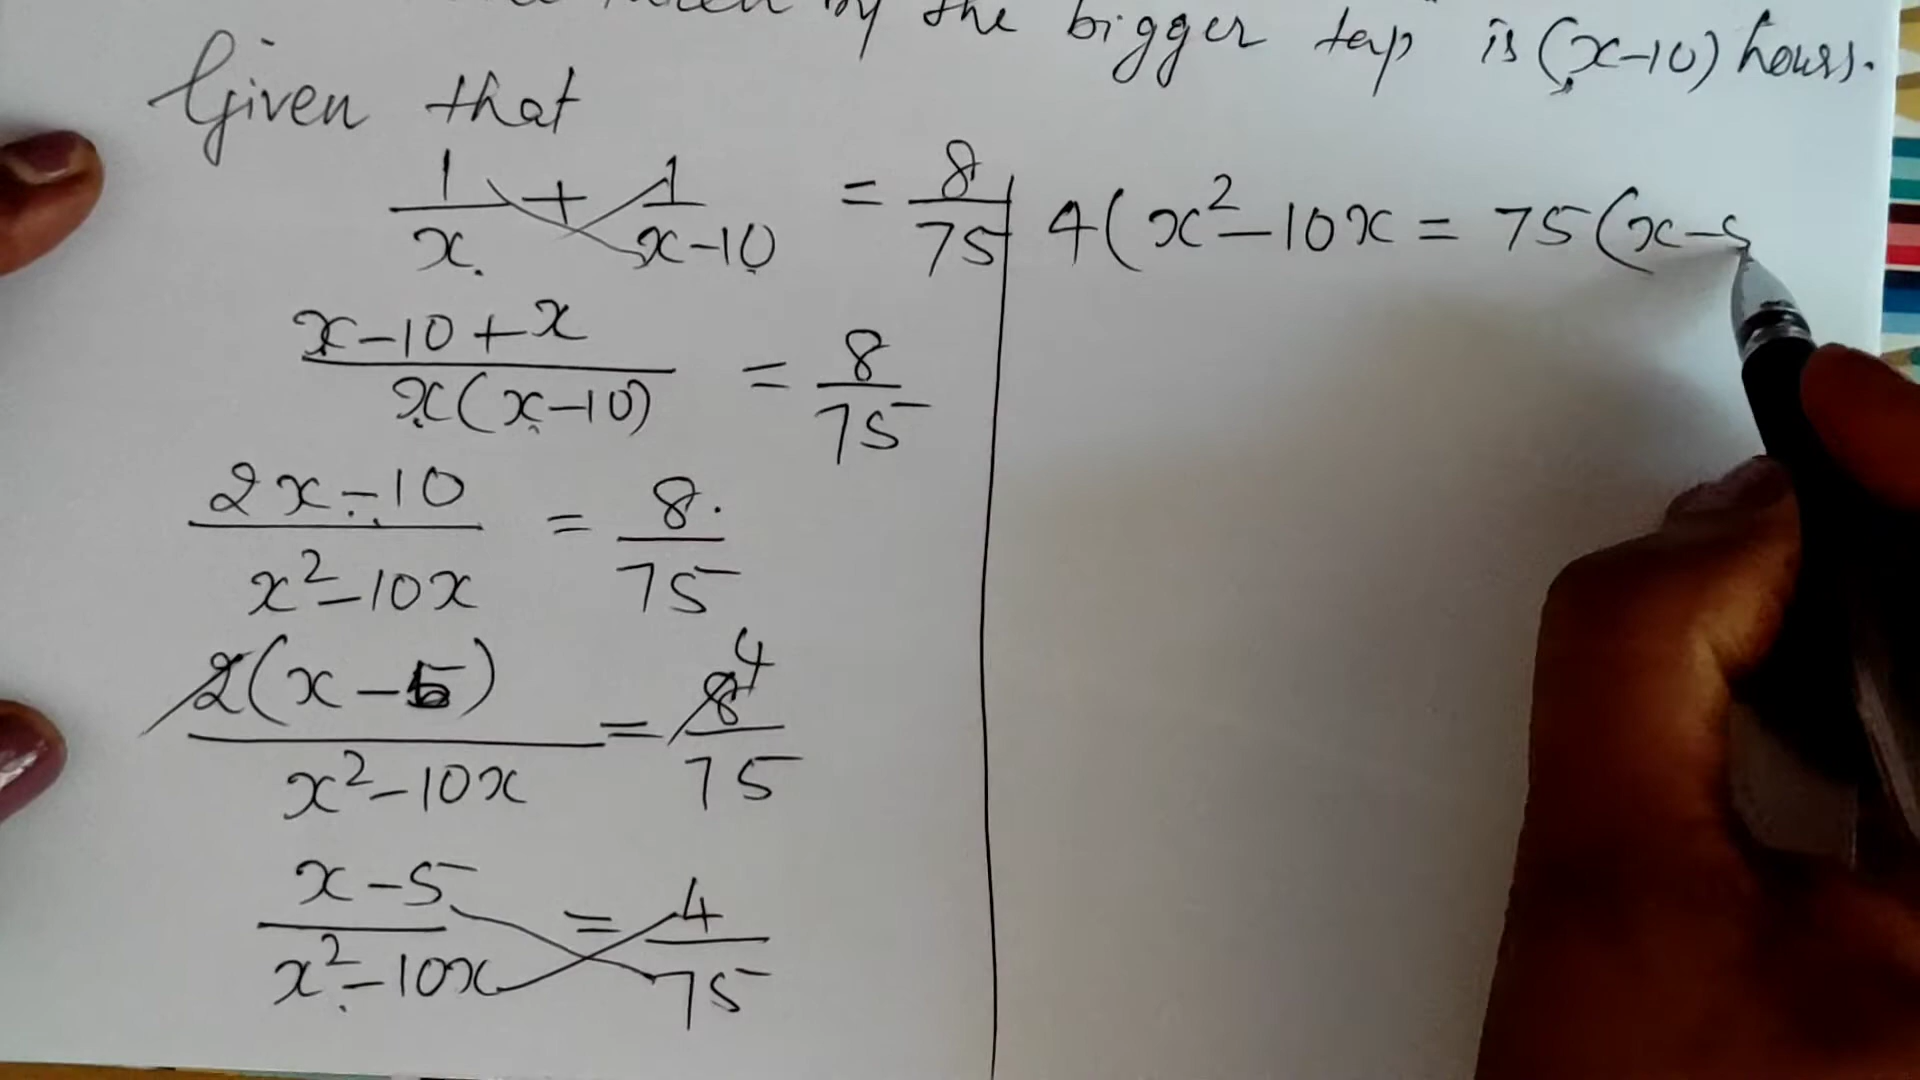 by the bigger tap is (x-10) hours.
Given that
1/x + 1/x-10 = 8/75
x-10+x / x(x-10) = 8/75
2x-10 / x²-10x = 8/75
2(x-5) / x²-10x = 8 4/75
x-5 / x²-10x = 4/75
4(x²-10x = 75(x-5